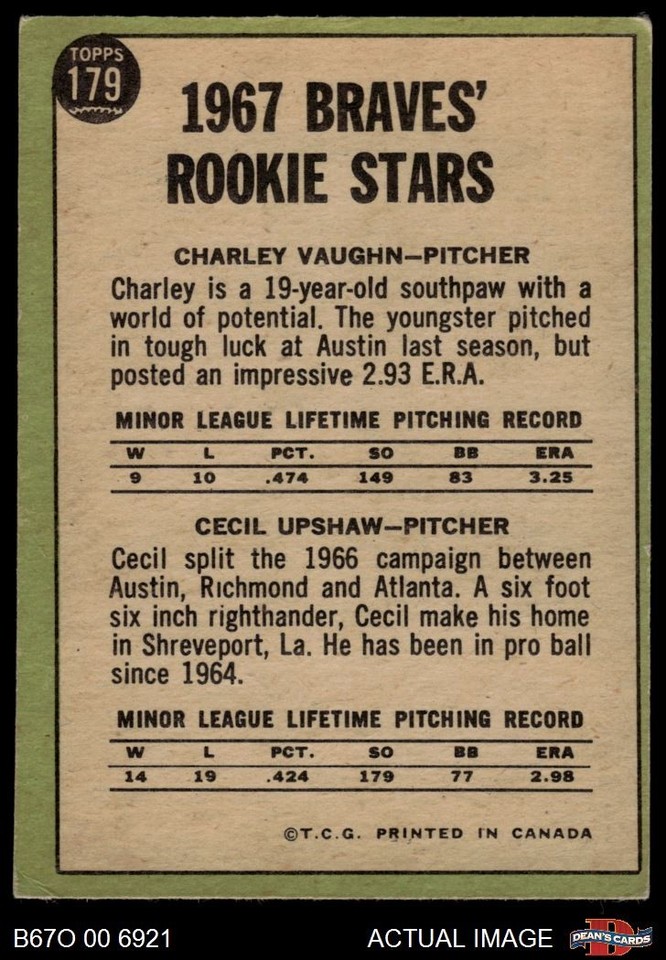 TOPPS
179
1967 BRAVES'
ROOKIE STARS
CHARLEY VAUGHN—PITCHER
Charley is a 19-year-old southpaw with a
world of potential. The youngster pitched
in tough luck at Austin last season, but
posted an impressive 2.93 E.R.A.
MINOR LEAGUE LIFETIME PITCHING RECORD
W L PCT. SO BB ERA
9 10 .474 149 83 3.25
CECIL UPSHAW—PITCHER
Cecil split the 1966 campaign between
Austin, Richmond and Atlanta. A six foot
six inch righthander, Cecil make his home
in Shreveport, La. He has been in pro ball
since 1964.
MINOR LEAGUE LIFETIME PITCHING RECORD
W L PCT. SO BB ERA
14 19 .424 179 77 2.98
©T.C.G. PRINTED IN CANADA
B67O 00 6921 ACTUAL IMAGE D DEAN'S CARDS